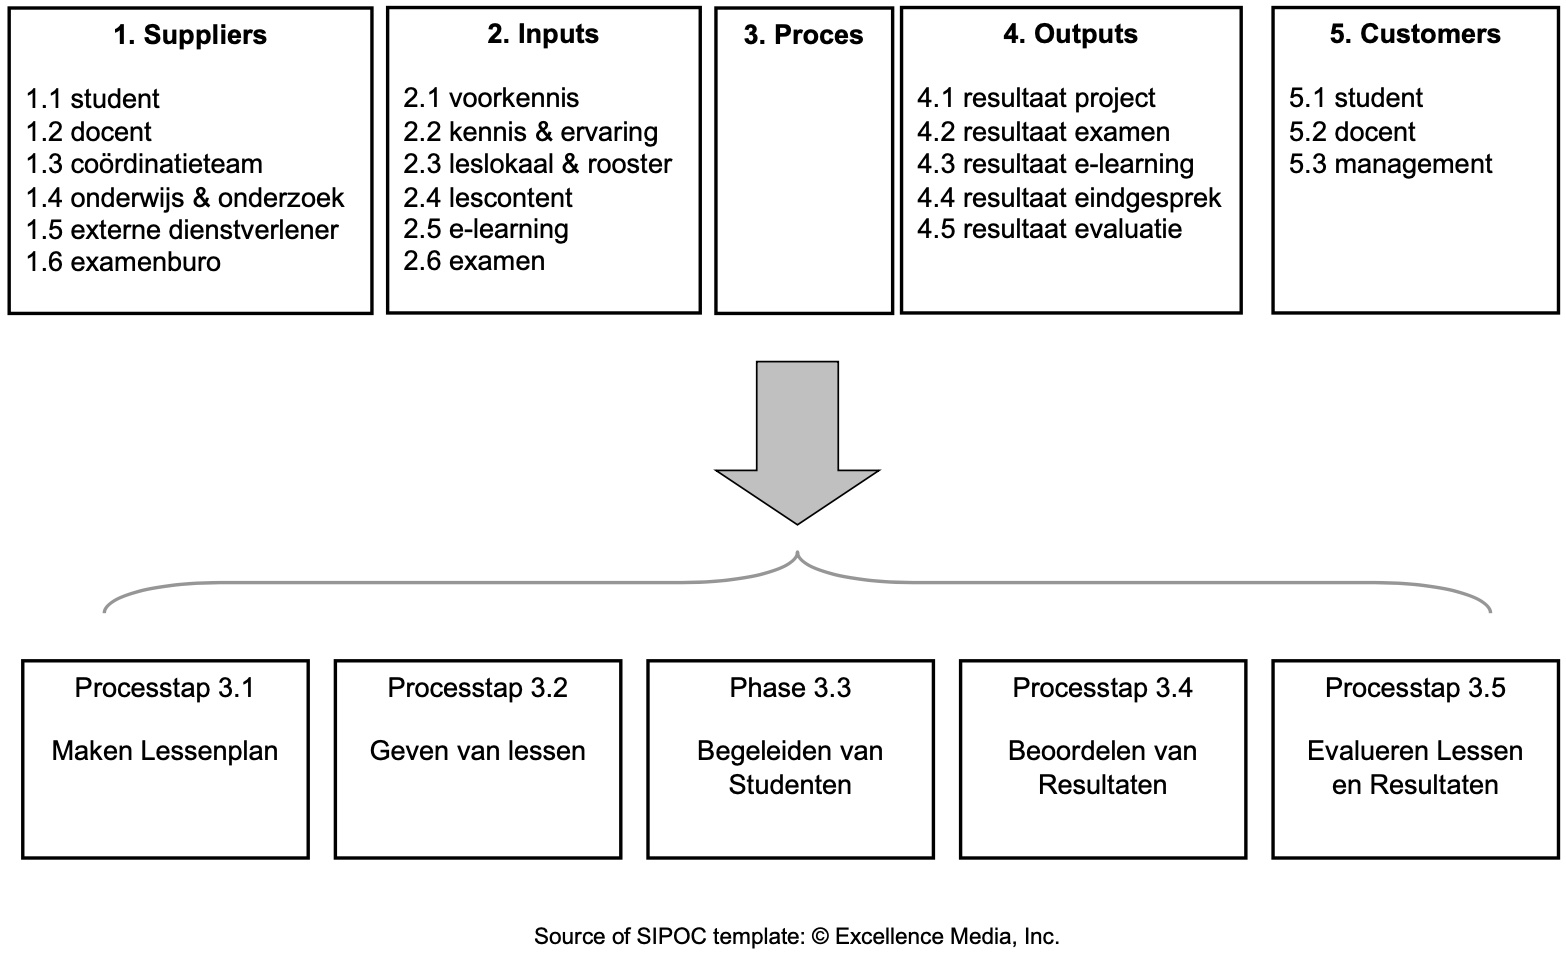 1. Suppliers
1.1 student
1.2 docent
1.3 coördinatieteam
1.4 onderwijs & onderzoek
1.5 externe dienstverlener
1.6 examenburo
2. Inputs
2.1 voorkennis
2.2 kennis & ervaring
2.3 leslokaal & rooster
2.4 lescontent
2.5 e-learning
2.6 examen
3. Proces
4. Outputs
4.1 resultaat project
4.2 resultaat examen
4.3 resultaat e-learning
4.4 resultaat eindgesprek
4.5 resultaat evaluatie
5. Customers
5.1 student
5.2 docent
5.3 management
Processtap 3.1
Maken Lessenplan
Processtap 3.2
Geven van lessen
Phase 3.3
Begeleiden van
Studenten
Processtap 3.4
Beoordelen van
Resultaten
Processtap 3.5
Evalueren Lessen
en Resultaten
Source of SIPOC template: © Excellence Media, Inc.